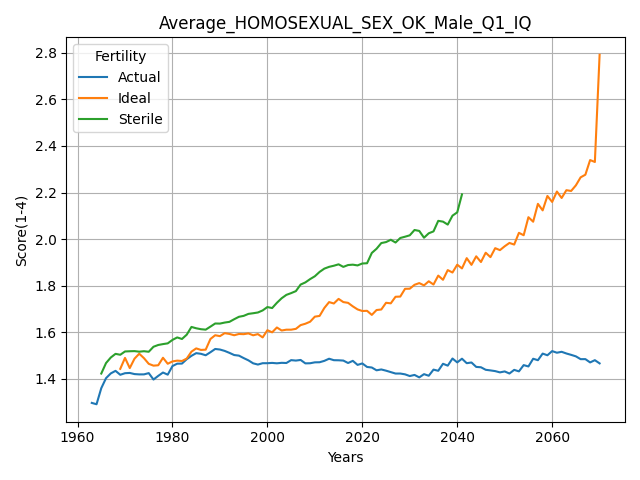 Average_HOMOSEXUAL_SEX_OK_Male_Q1_IQ
Fertility
Actual
Ideal
Sterile
Score(1-4)
2.8
2.6
2.4
2.2
2.0
1.8
1.6
1.4
1960 1980 2000 2020 2040 2060
Years